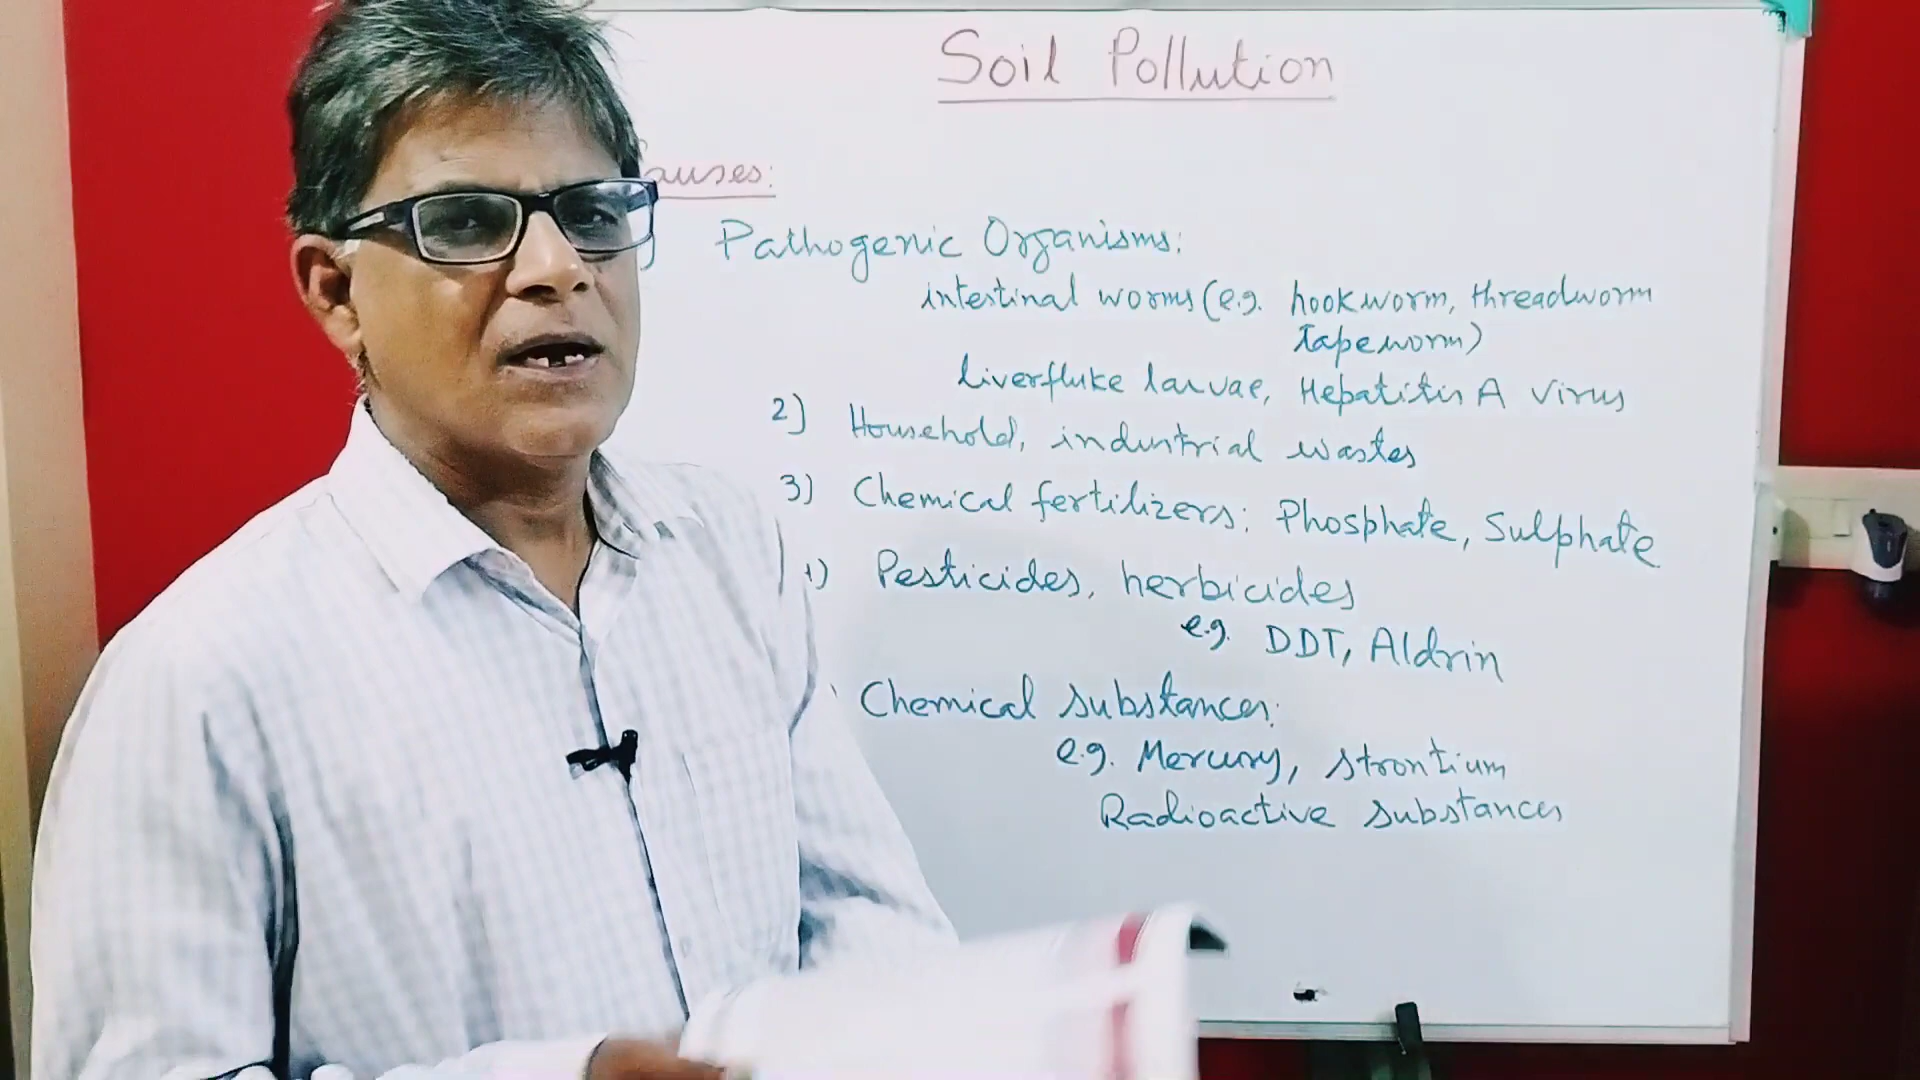 Soil Pollution
auses:
) Pathogenic Organisms:
intestinal worms (e.g. hookworm, threadworm
tapeworm)
liverfluke larvae, Hepatitis A virus
2) Household, industrial wastes
3) Chemical fertilizers: Phosphate, Sulphate
) Pesticides, herbicides
e.g. DDT, Aldrin
Chemical substances:
e.g. Mercury, strontium
Radioactive substances